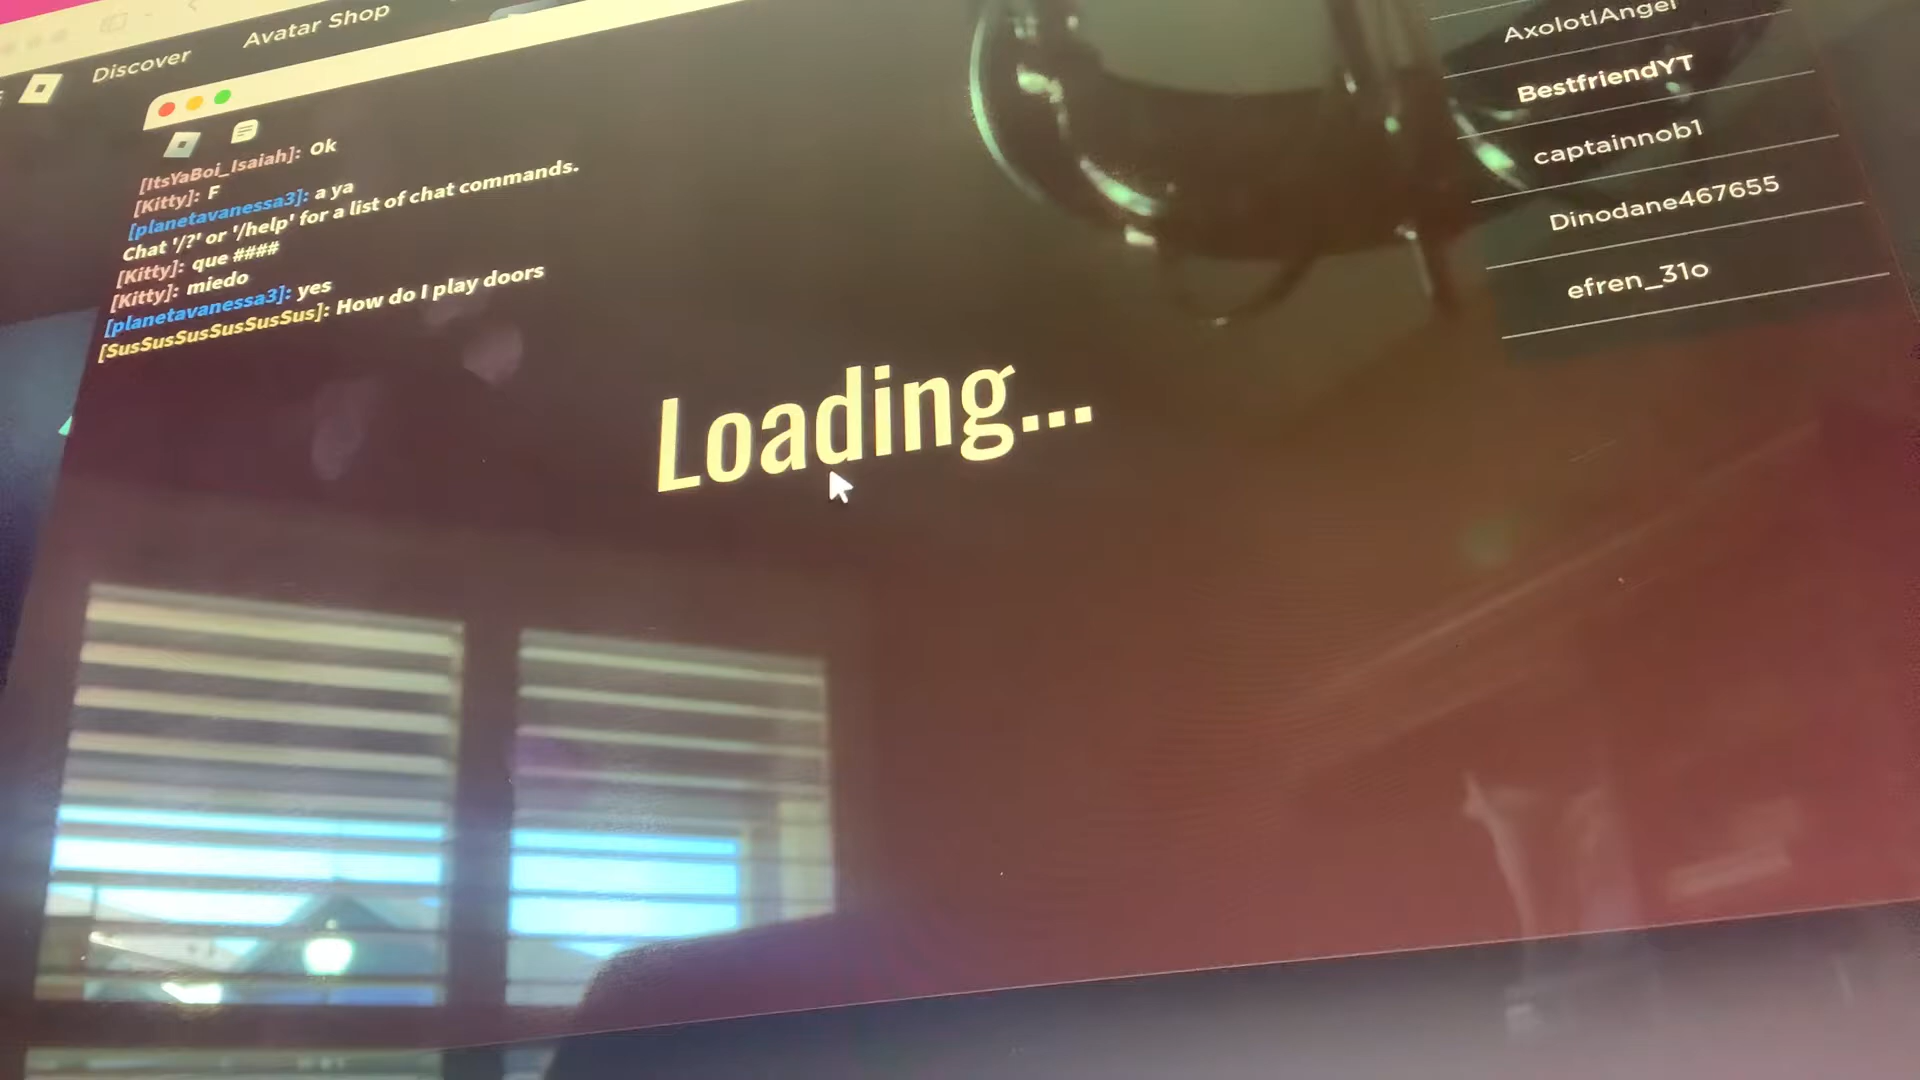 Discover
Avatar Shop
[ItsYaBoi_Isaiah]: Ok
[Kitty]: F
[planetavanessa3]: a ya
Chat '/?' or '/help' for a list of chat commands.
[Kitty]: que ####
[Kitty]: miedo
[planetavanessa3]: yes
[SusSusSusSusSusSus]: How do I play doors
Loading...
AxolotlAngel
BestfriendYT
captainnob1
Dinodane467655
efren_31o